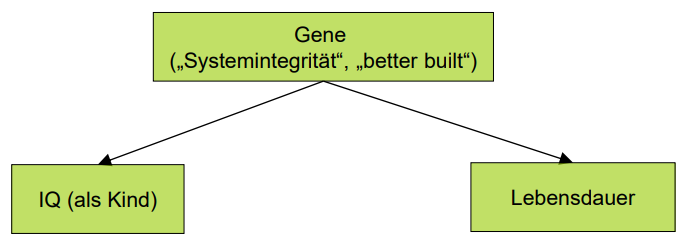 Gene
(„Systemintegrität“, „better built“)
IQ (als Kind)
Lebensdauer